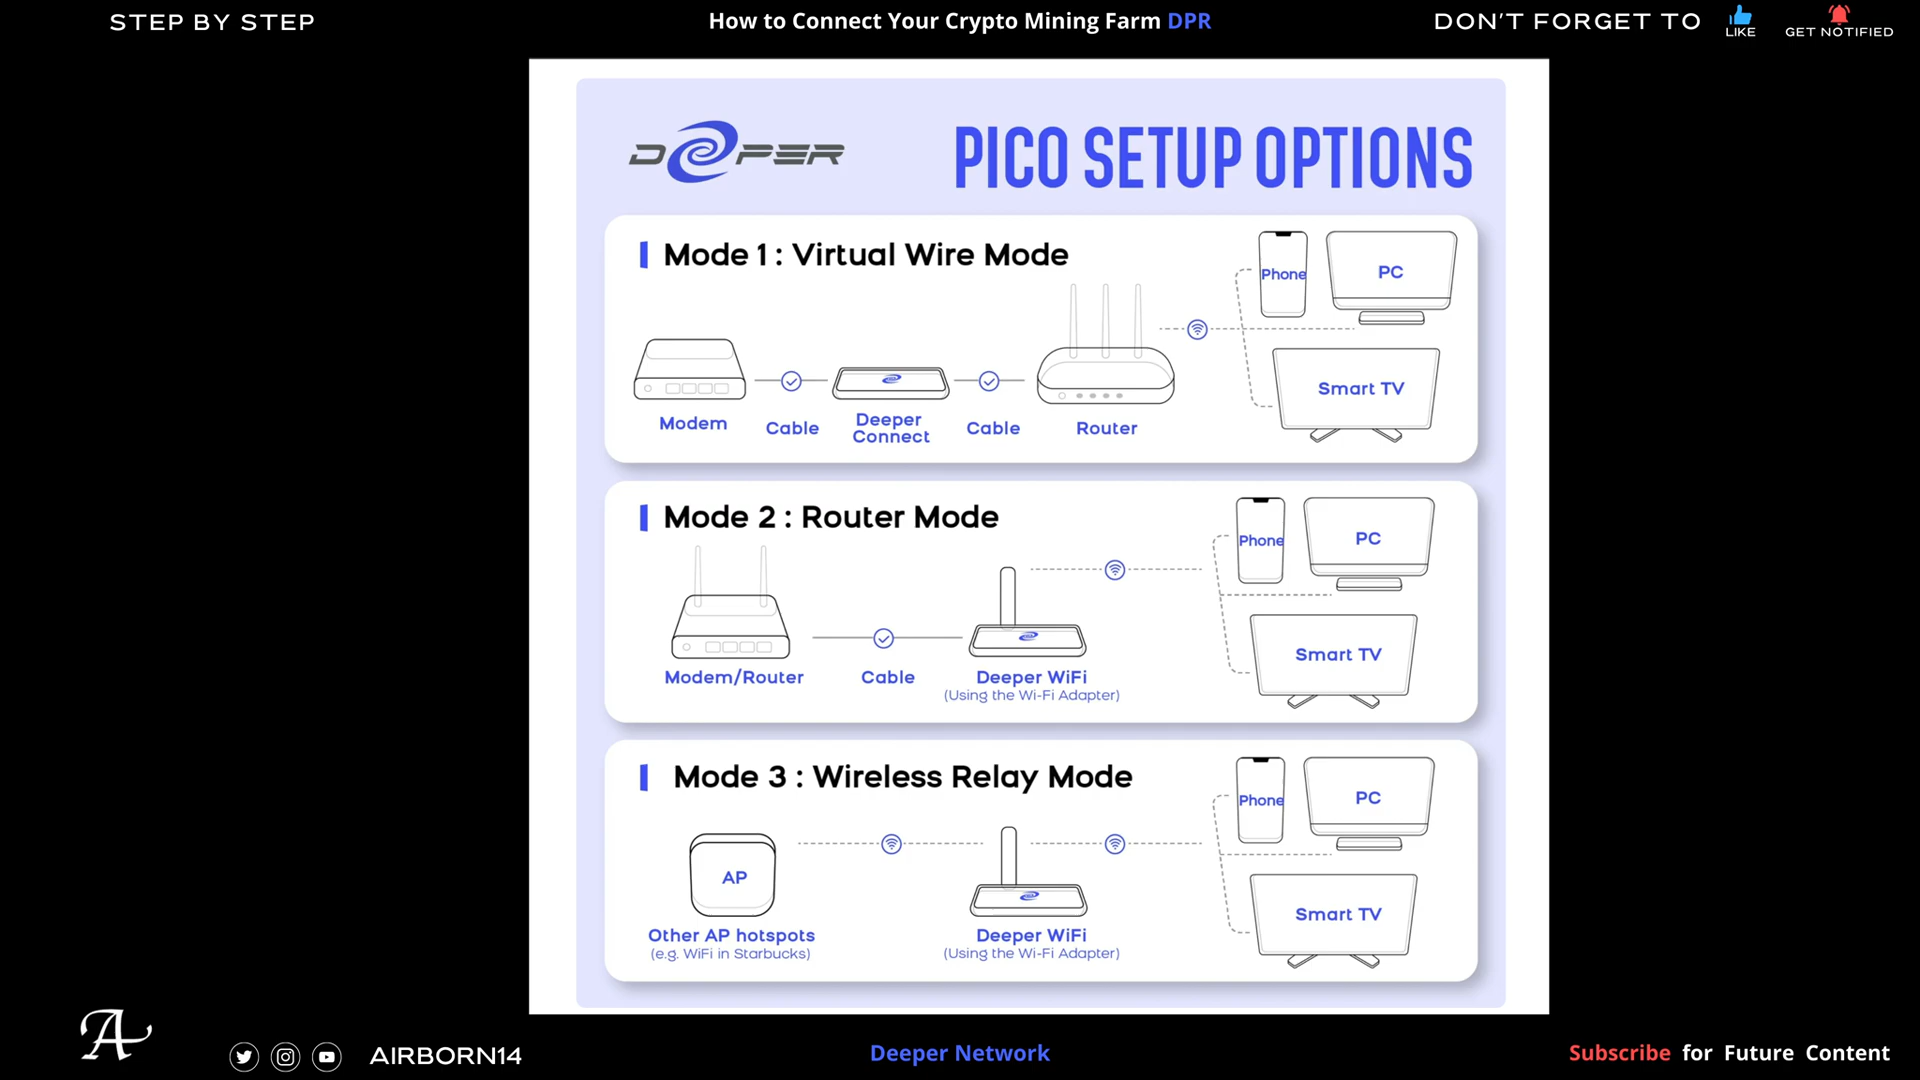 STEP BY STEP
How to Connect Your Crypto Mining Farm DPR
DON'T FORGET TO
LIKE
GET NOTIFIED
DEEPER
PICO SETUP OPTIONS
Mode 1 : Virtual Wire Mode
Phone
PC
Smart TV
Modem
Cable
Deeper
Connect
Cable
Router
Mode 2 : Router Mode
Phone
PC
Smart TV
Modem/Router
Cable
Deeper WiFi
(Using the Wi-Fi Adapter)
Mode 3 : Wireless Relay Mode
Phone
PC
AP
Smart TV
Other AP hotspots
(e.g. WiFi in Starbucks)
Deeper WiFi
(Using the Wi-Fi Adapter)
A
AIRBORN14
Deeper Network
Subscribe for Future Content